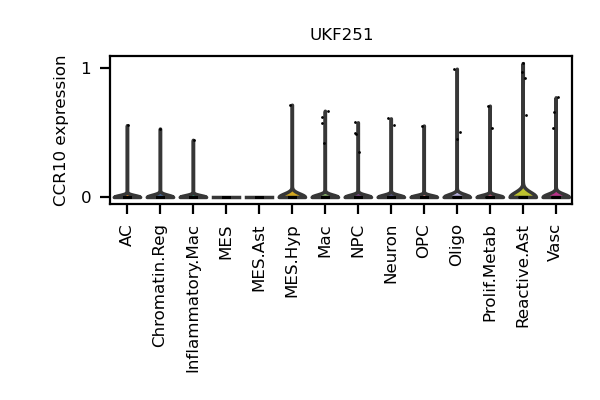 UKF251
CCR10 expression
1
0
AC
Chromatin.Reg
Inflammatory.Mac
MES
MES.Ast
MES.Hyp
Mac
NPC
Neuron
OPC
Oligo
Prolif.Metab
Reactive.Ast
Vasc